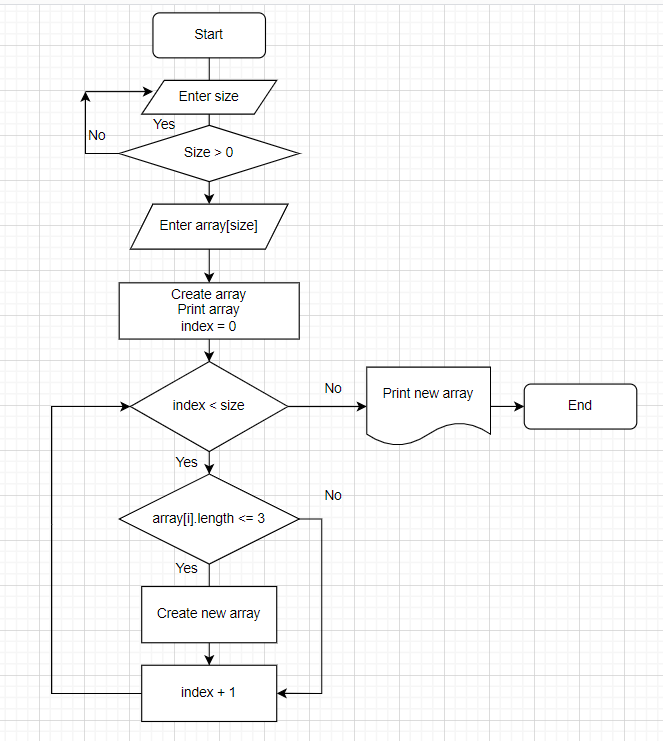 Start
Enter size
Yes
No
Size > 0
Enter array[size]
Create array
Print array
index = 0
index < size
No
Print new array
End
Yes
No
array[i].length <= 3
Yes
Create new array
index + 1